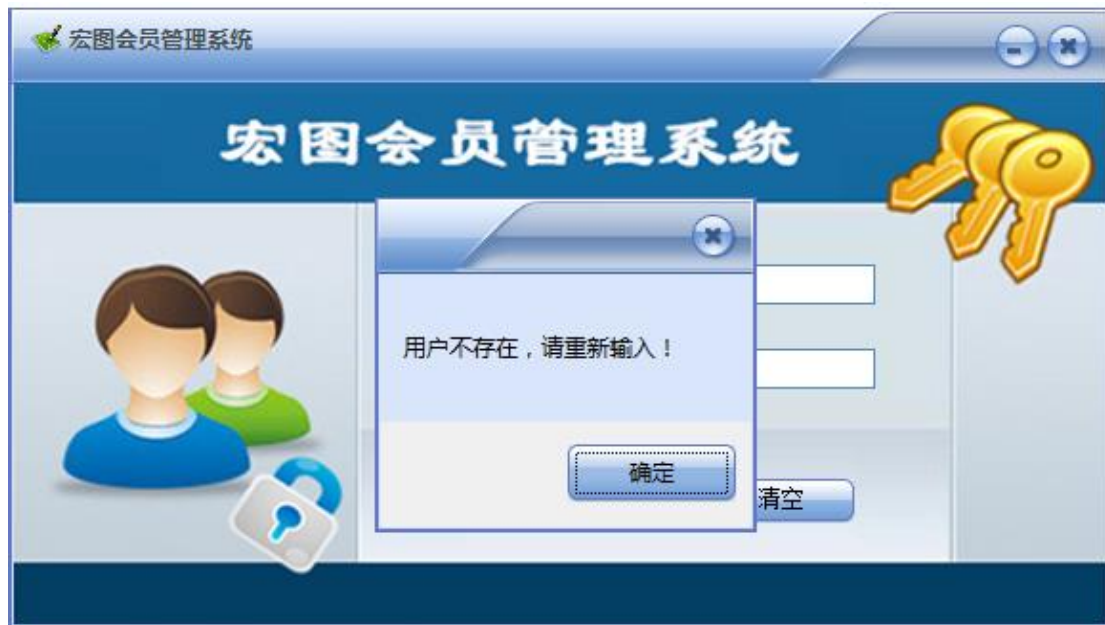 宏图会员管理系统
宏图会员管理系统
用户不存在，请重新输入！
确定
清空